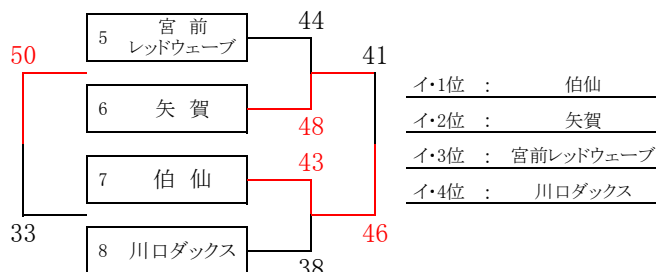 44
50
5 宮 前
レッドウェーブ
41
6 矢 賀
48
7 伯 仙
43
33
8 川口ダックス
46
38
イ・1位 : 伯仙
イ・2位 : 矢賀
イ・3位 : 宮前レッドウェーブ
イ・4位 : 川口ダックス